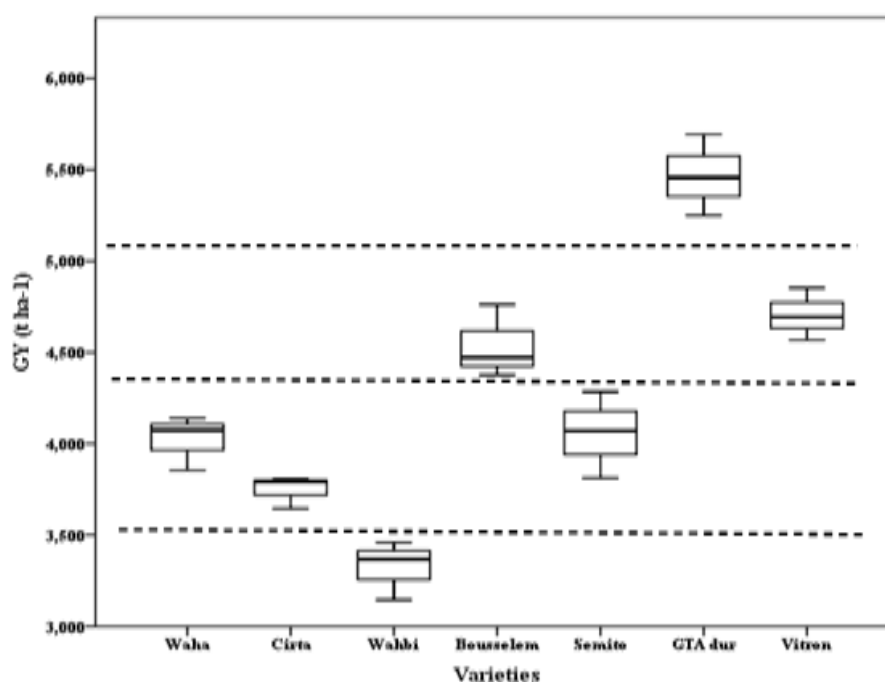 6,000
5,500
5,000
4,500
4,000
3,500
3,000
GY (t ha-1)
Waha Cirta Wahbi Bousselem Semito GTA dur Vitron
Varieties